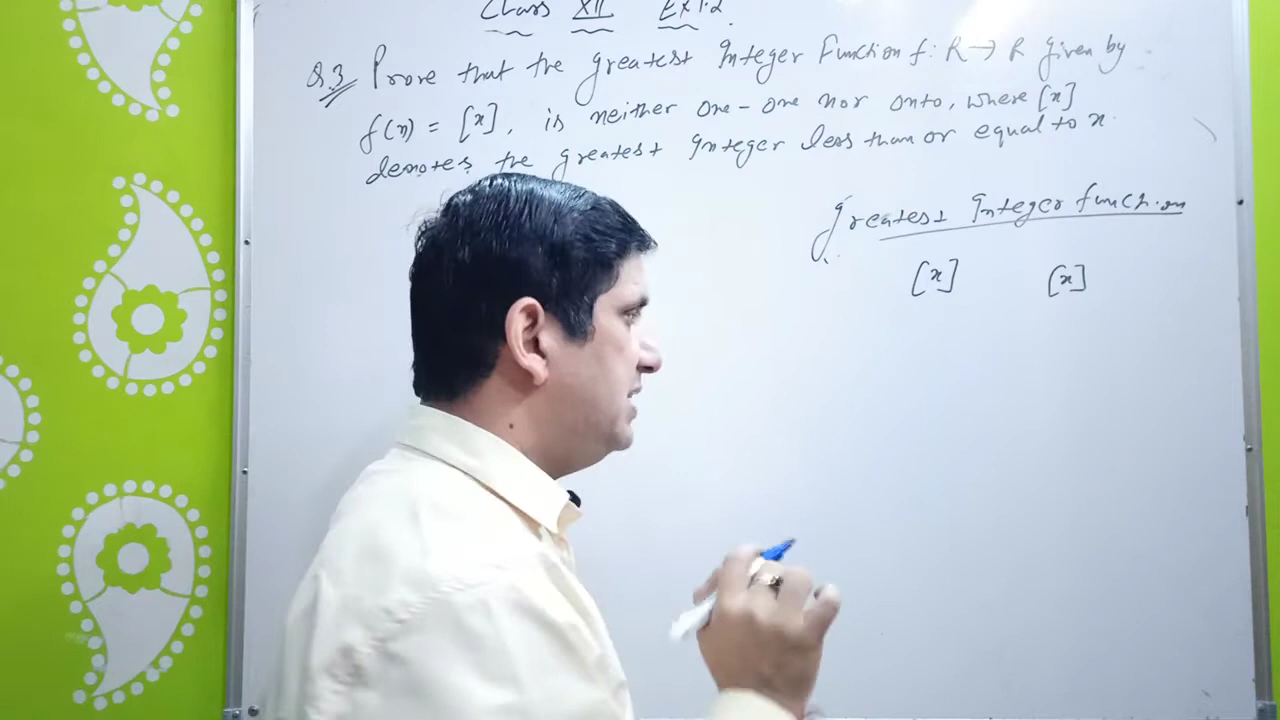 Class XII Ex 1.2
Q.3 Prove that the greatest Integer Function f: R→R given by
f(x) = [x], is neither one-one nor onto, where [x]
denotes the greatest Integer less than or equal to x.
Greatest Integer function
[x] [x]